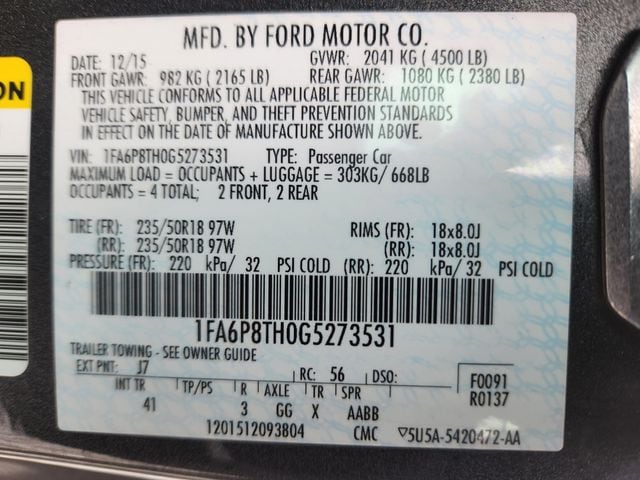 MFD. BY FORD MOTOR CO.
DATE: 12/15 GVWR: 2041 KG ( 4500 LB)
FRONT GAWR: 982 KG ( 2165 LB) REAR GAWR: 1080 KG ( 2380 LB)
THIS VEHICLE CONFORMS TO ALL APPLICABLE FEDERAL MOTOR
VEHICLE SAFETY, BUMPER, AND THEFT PREVENTION STANDARDS
IN EFFECT ON THE DATE OF MANUFACTURE SHOWN ABOVE.
VIN: 1FA6P8TH0G5273531 TYPE: Passenger Car
MAXIMUM LOAD = OCCUPANTS + LUGGAGE = 303KG/ 668LB
OCCUPANTS = 4 TOTAL; 2 FRONT, 2 REAR
TIRE (FR): 235/50R18 97W RIMS (FR): 18x8.0J
(RR): 235/50R18 97W (RR): 18x8.0J
PRESSURE (FR): 220 kPa/ 32 PSI COLD (RR): 220 kPa/ 32 PSI COLD
1FA6P8TH0G5273531
TRAILER TOWING - SEE OWNER GUIDE
EXT PNT: J7 RC: 56 DSO: F0091
R0137
INT TR TP/PS R AXLE TR SPR
41 3 GG X AABB
1201512093804 CMC ▽5U5A-5420472-AA
ON